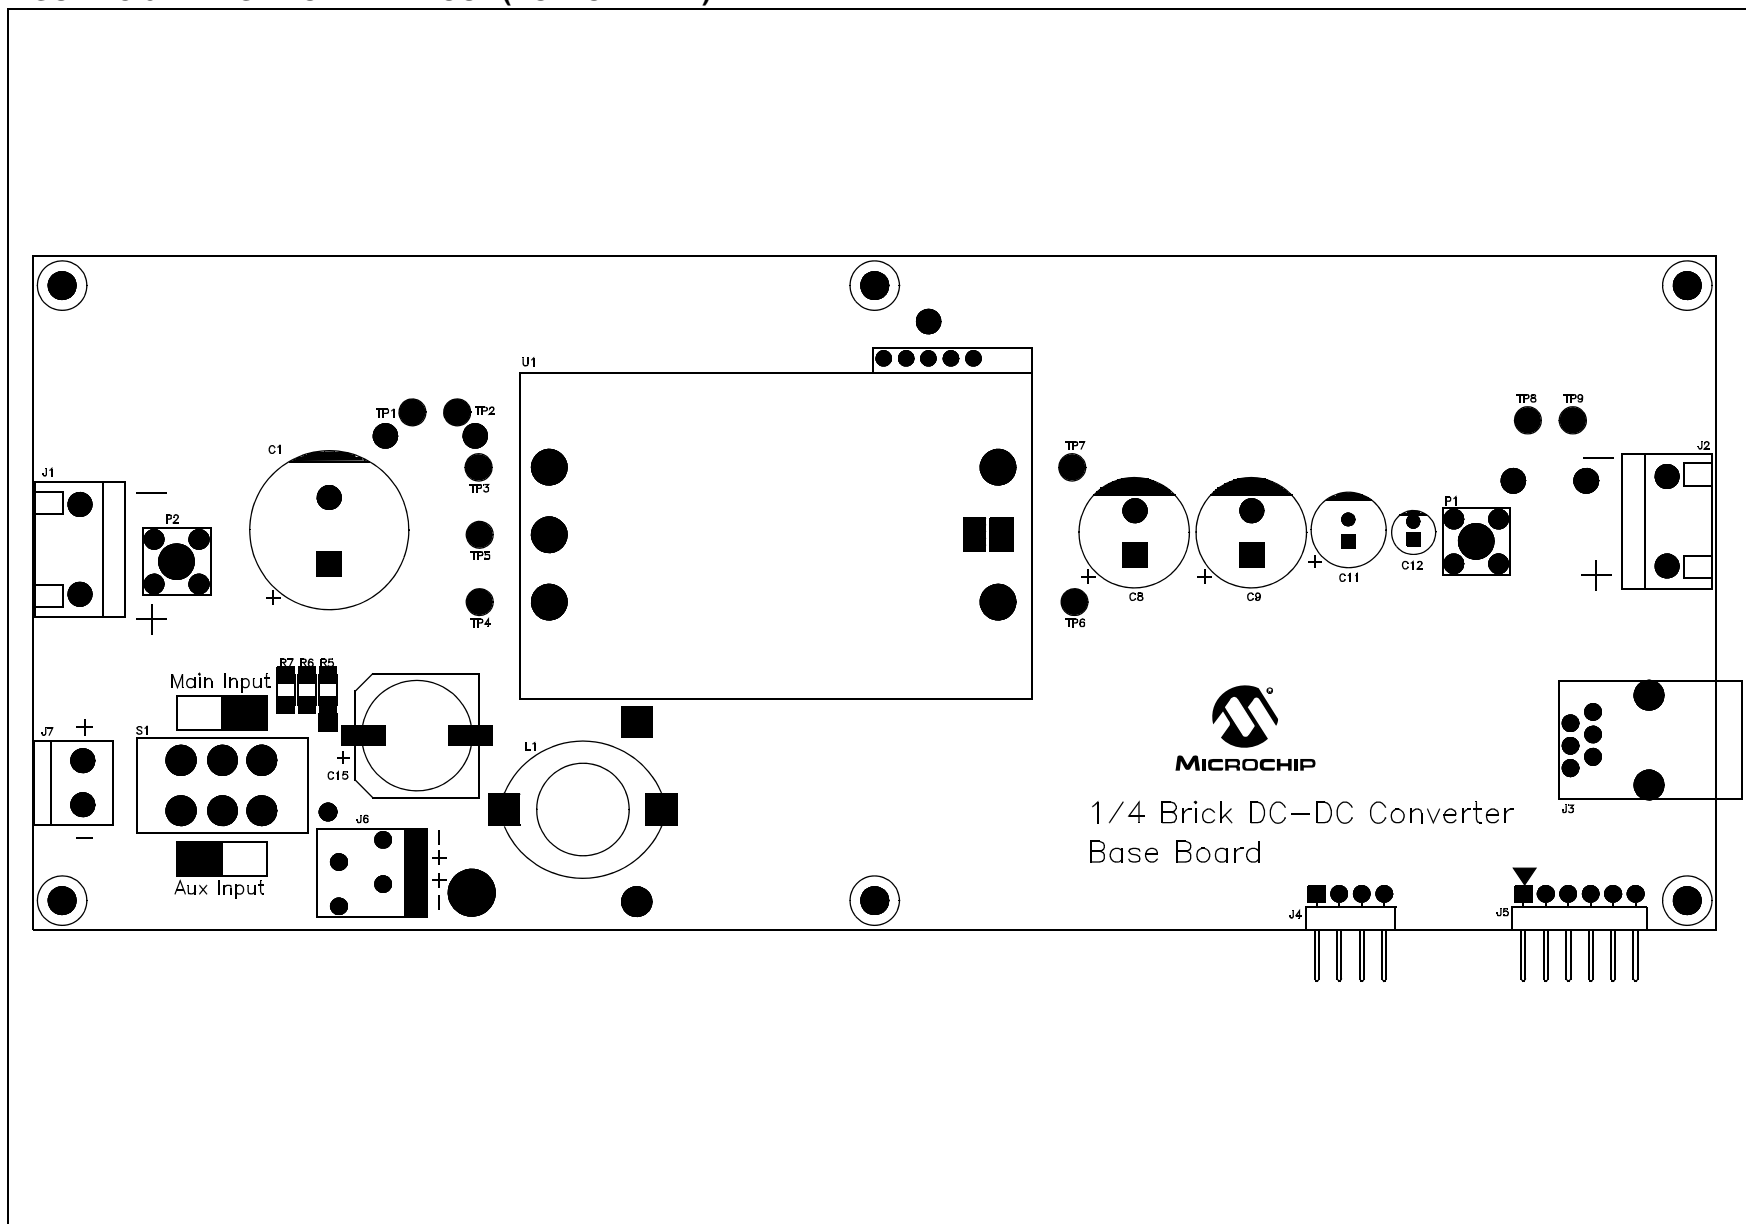 U1
TP1
TP2
TP8
TP9
C1
TP7
J2
J1
TP3
P1
P2
TP5
C11
C12
C8
C9
TP4
TP6
R7
R6
R5
Main Input
J7
S1
L1
C15
MICROCHIP
1/4 Brick DC-DC Converter
Base Board
J3
J6
Aux Input
J4
J5